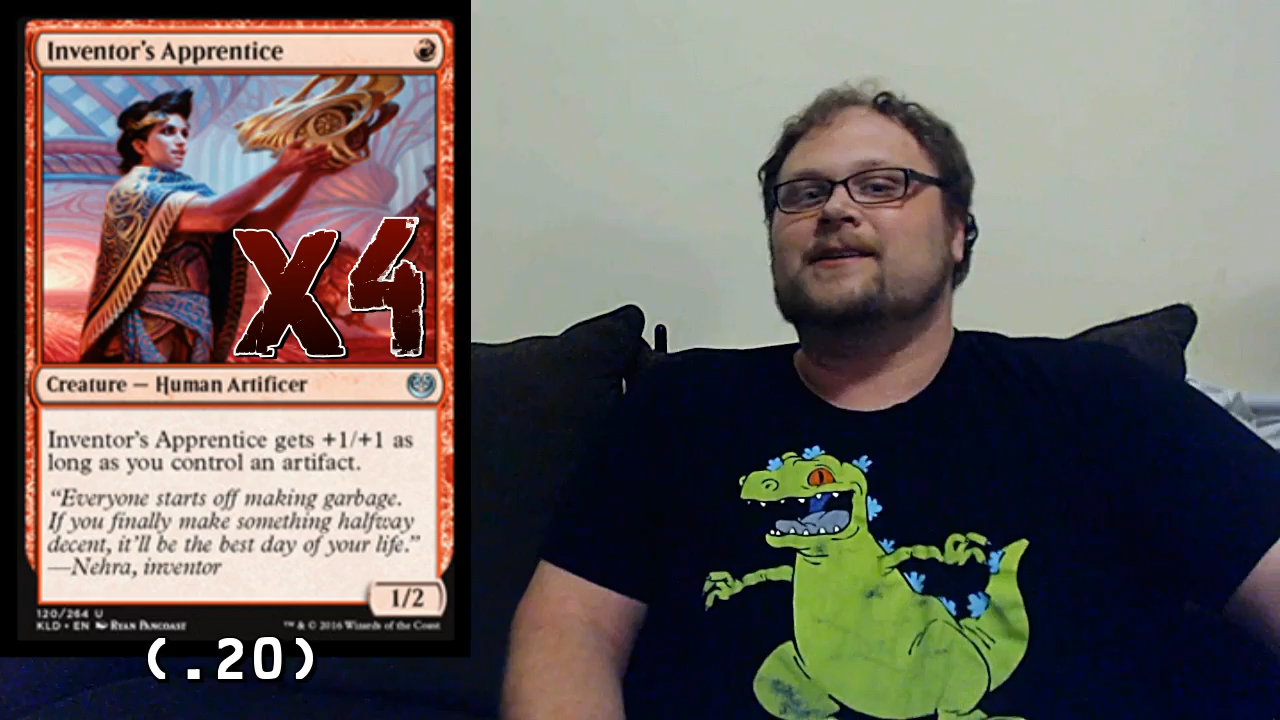 Inventor's Apprentice
X4
Creature — Human Artificer
Inventor's Apprentice gets +1/+1 as
long as you control an artifact.
“Everyone starts off making garbage.
If you finally make something halfway
decent, it'll be the best day of your life.”
—Nehra, inventor
1/2
120/264 U
KLD • EN Ryan Pancoast
™ & © 2016 Wizards of the Coast
(.20)